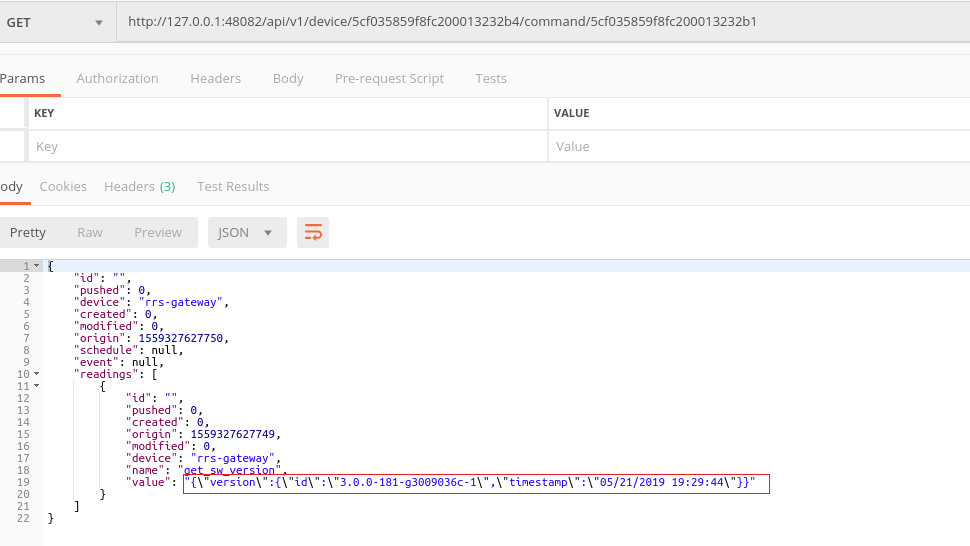 GET http://127.0.0.1:48082/api/v1/device/5cf035859f8fc200013232b4/command/5cf035859f8fc200013232b1
Params Authorization Headers Body Pre-request Script Tests
KEY VALUE
Key Value
ody Cookies Headers (3) Test Results
Pretty Raw Preview JSON
1 {
2 "id": "",
3 "pushed": 0,
4 "device": "rrs-gateway",
5 "created": 0,
6 "modified": 0,
7 "origin": 1559327627750,
8 "schedule": null,
9 "event": null,
10 "readings": [
11 {
12 "id": "",
13 "pushed": 0,
14 "created": 0,
15 "origin": 1559327627749,
16 "modified": 0,
17 "device": "rrs-gateway",
18 "name": "get_sw_version",
19 "value": "{\"version\":{\"id\":\"3.0.0-181-g3009036c-1\",\"timestamp\":\"05/21/2019 19:29:44\"}}"
20 }
21 ]
22 }